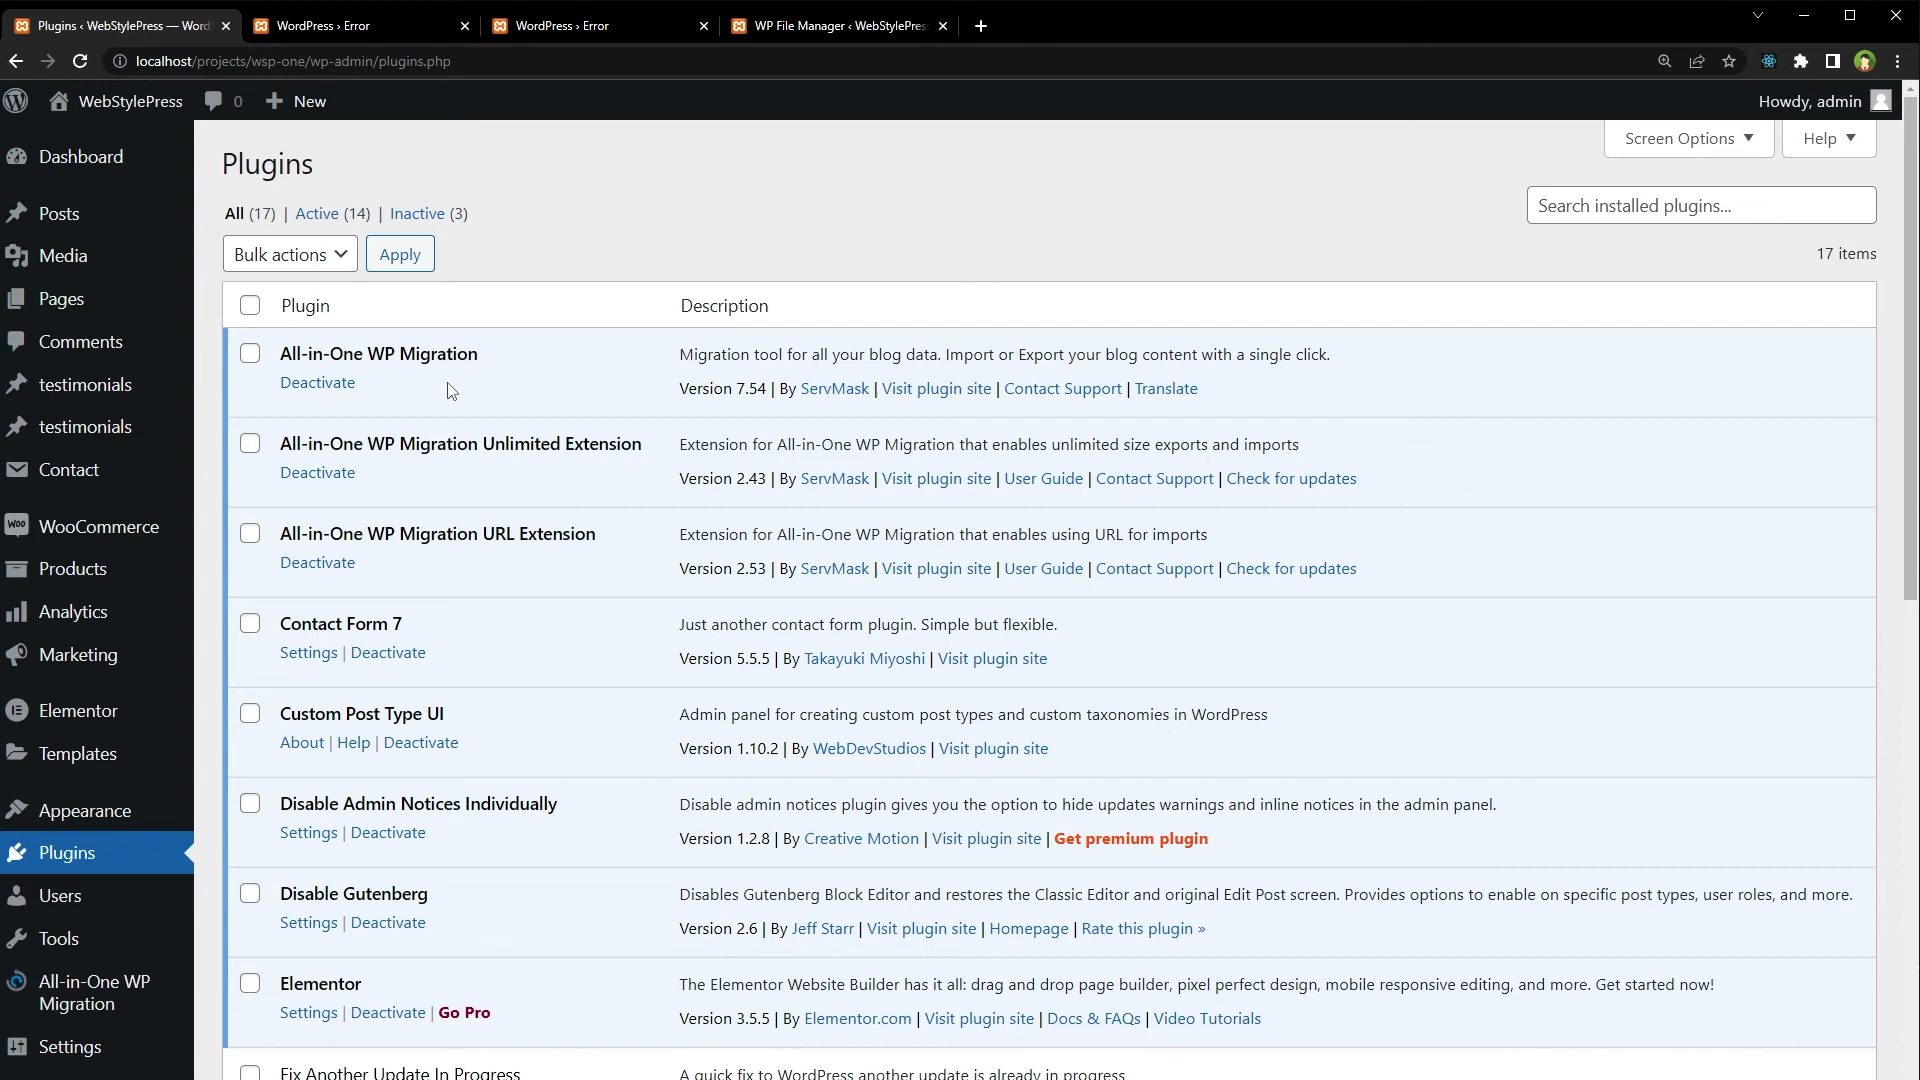 Plugins ‹ WebStylePress — Word
WordPress › Error
WordPress › Error
WP File Manager ‹ WebStylePres
localhost/projects/wsp-one/wp-admin/plugins.php
WebStylePress
0
New
Howdy, admin
Dashboard
Posts
Media
Pages
Comments
testimonials
testimonials
Contact
Woo
WooCommerce
Products
Analytics
Marketing
Elementor
Templates
Appearance
Plugins
Users
Tools
All-in-One WP
Migration
Settings
Screen Options
Help
Plugins
All (17) | Active (14) | Inactive (3)
Search installed plugins...
Bulk actions
Apply
17 items
Plugin
Description
All-in-One WP Migration
Deactivate
Migration tool for all your blog data. Import or Export your blog content with a single click.
Version 7.54 | By ServMask | Visit plugin site | Contact Support | Translate
All-in-One WP Migration Unlimited Extension
Deactivate
Extension for All-in-One WP Migration that enables unlimited size exports and imports
Version 2.43 | By ServMask | Visit plugin site | User Guide | Contact Support | Check for updates
All-in-One WP Migration URL Extension
Deactivate
Extension for All-in-One WP Migration that enables using URL for imports
Version 2.53 | By ServMask | Visit plugin site | User Guide | Contact Support | Check for updates
Contact Form 7
Settings | Deactivate
Just another contact form plugin. Simple but flexible.
Version 5.5.5 | By Takayuki Miyoshi | Visit plugin site
Custom Post Type UI
About | Help | Deactivate
Admin panel for creating custom post types and custom taxonomies in WordPress
Version 1.10.2 | By WebDevStudios | Visit plugin site
Disable Admin Notices Individually
Settings | Deactivate
Disable admin notices plugin gives you the option to hide updates warnings and inline notices in the admin panel.
Version 1.2.8 | By Creative Motion | Visit plugin site | Get premium plugin
Disable Gutenberg
Settings | Deactivate
Disables Gutenberg Block Editor and restores the Classic Editor and original Edit Post screen. Provides options to enable on specific post types, user roles, and more.
Version 2.6 | By Jeff Starr | Visit plugin site | Homepage | Rate this plugin »
Elementor
Settings | Deactivate | Go Pro
The Elementor Website Builder has it all: drag and drop page builder, pixel perfect design, mobile responsive editing, and more. Get started now!
Version 3.5.5 | By Elementor.com | Visit plugin site | Docs & FAQs | Video Tutorials
Fix Another Update In Progress
A quick fix to WordPress another update is already in progress